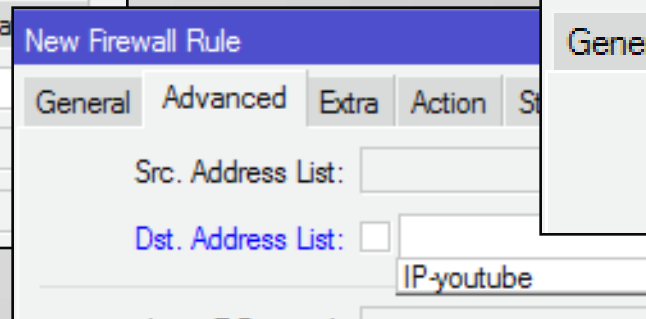 New Firewall Rule
General Advanced Extra Action
Src. Address List:
Dst. Address List:
IP-youtube